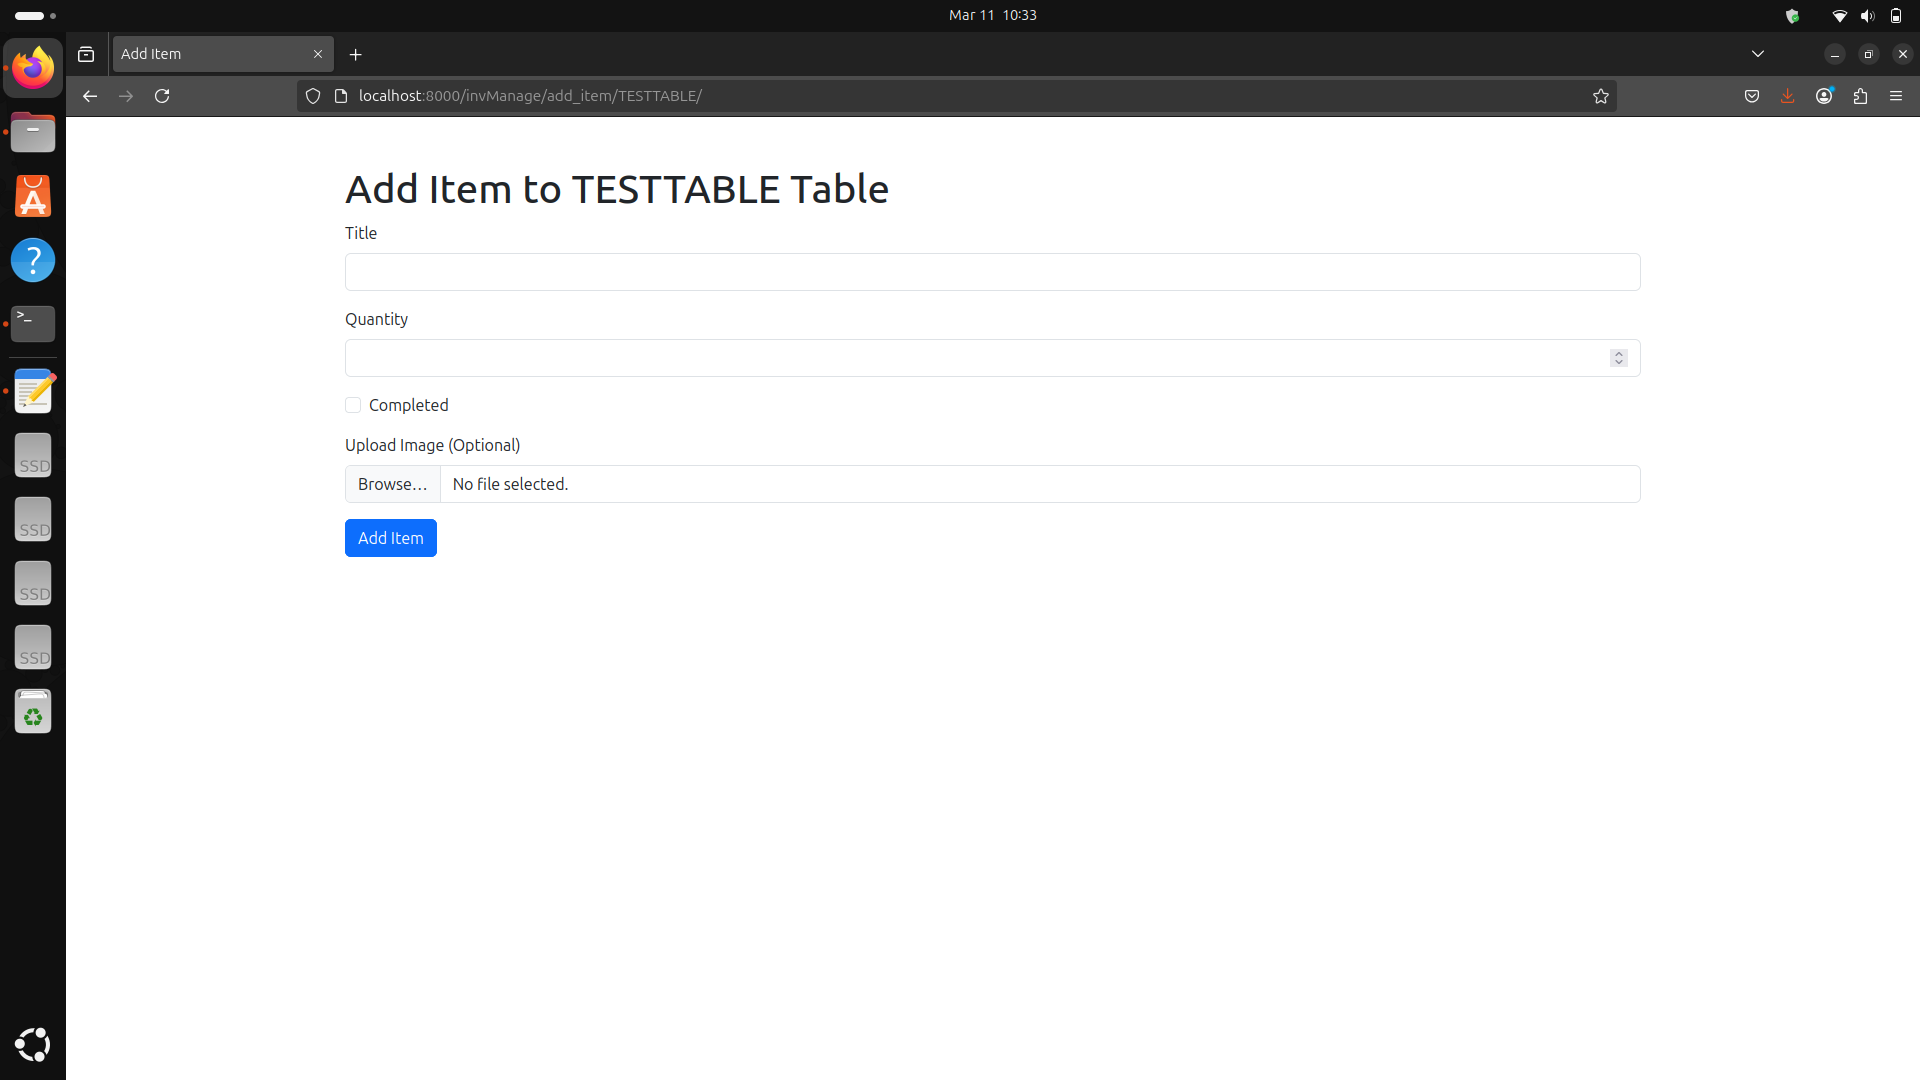 Mar 11 10:33
Add Item
localhost:8000/invManage/add_item/TESTTABLE/
Add Item to TESTTABLE Table
Title
Quantity
Completed
Upload Image (Optional)
Browse… No file selected.
Add Item
A
?
>_
SSD
SSD
SSD
SSD